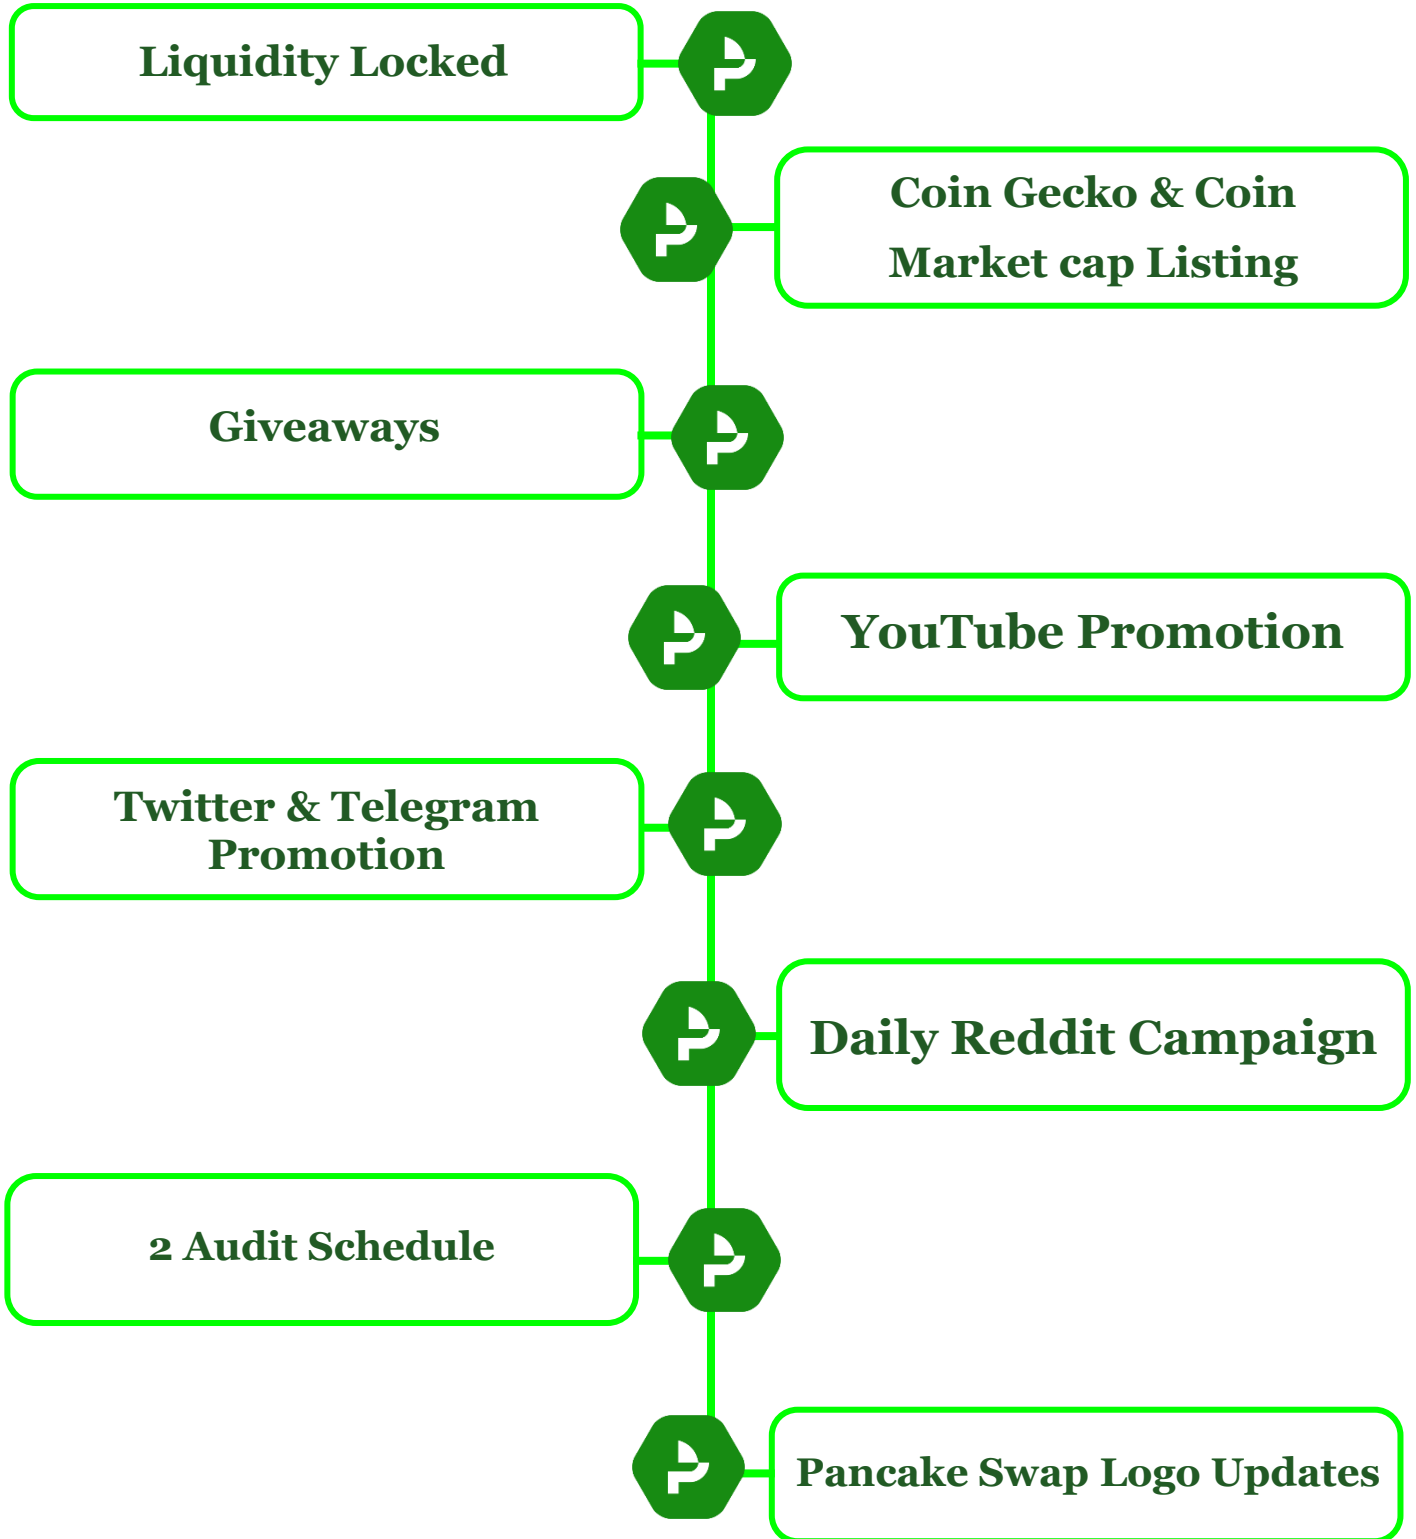 Liquidity Locked
Coin Gecko & Coin
Market cap Listing
Giveaways
YouTube Promotion
Twitter & Telegram
Promotion
Daily Reddit Campaign
2 Audit Schedule
Pancake Swap Logo Updates